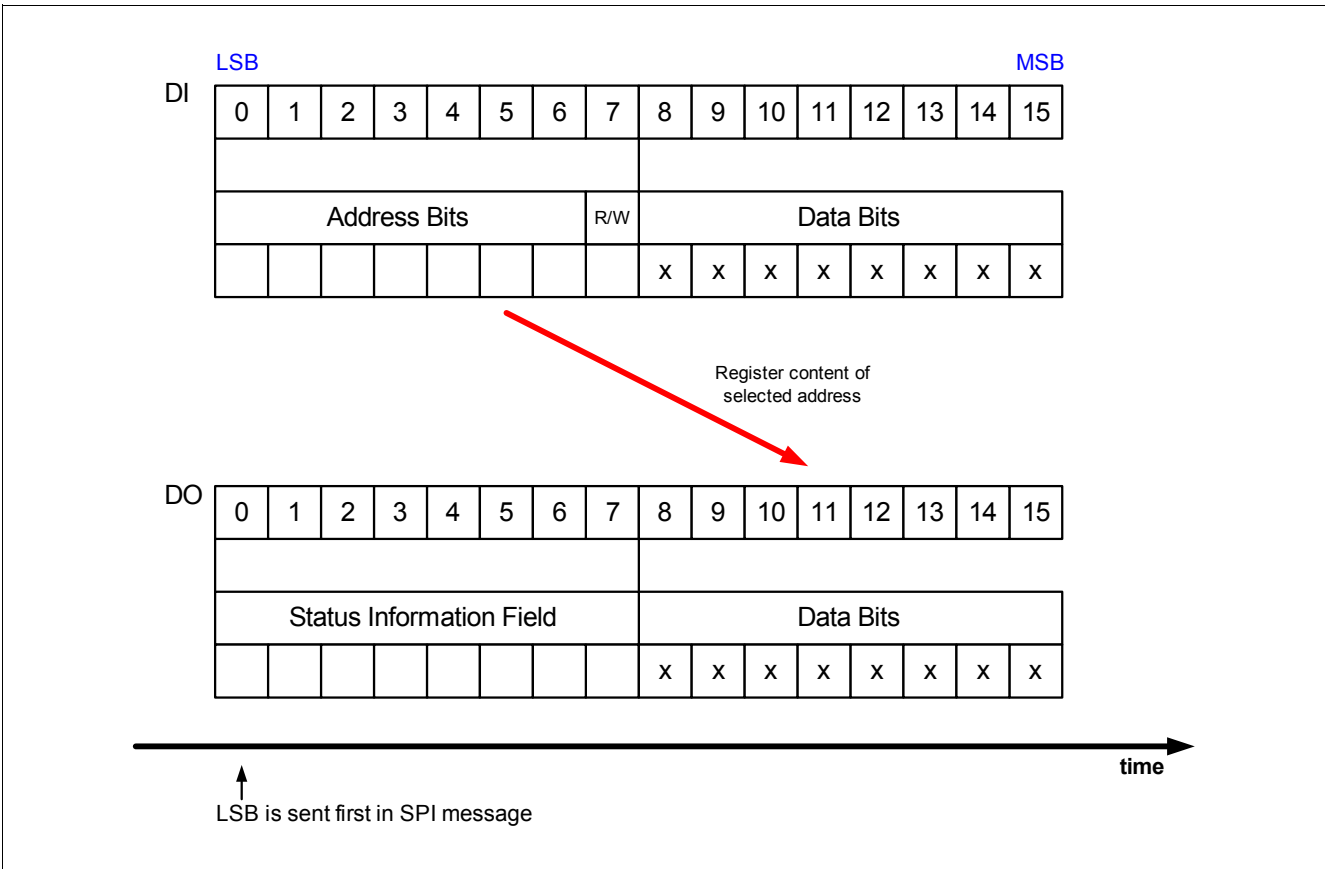 LSB MSB
DI
0 1 2 3 4 5 6 7 8 9 10 11 12 13 14 15
Address Bits R/W Data Bits
x x x x x x x x
Register content of
selected address
DO
0 1 2 3 4 5 6 7 8 9 10 11 12 13 14 15
Status Information Field Data Bits
x x x x x x x x
time
LSB is sent first in SPI message